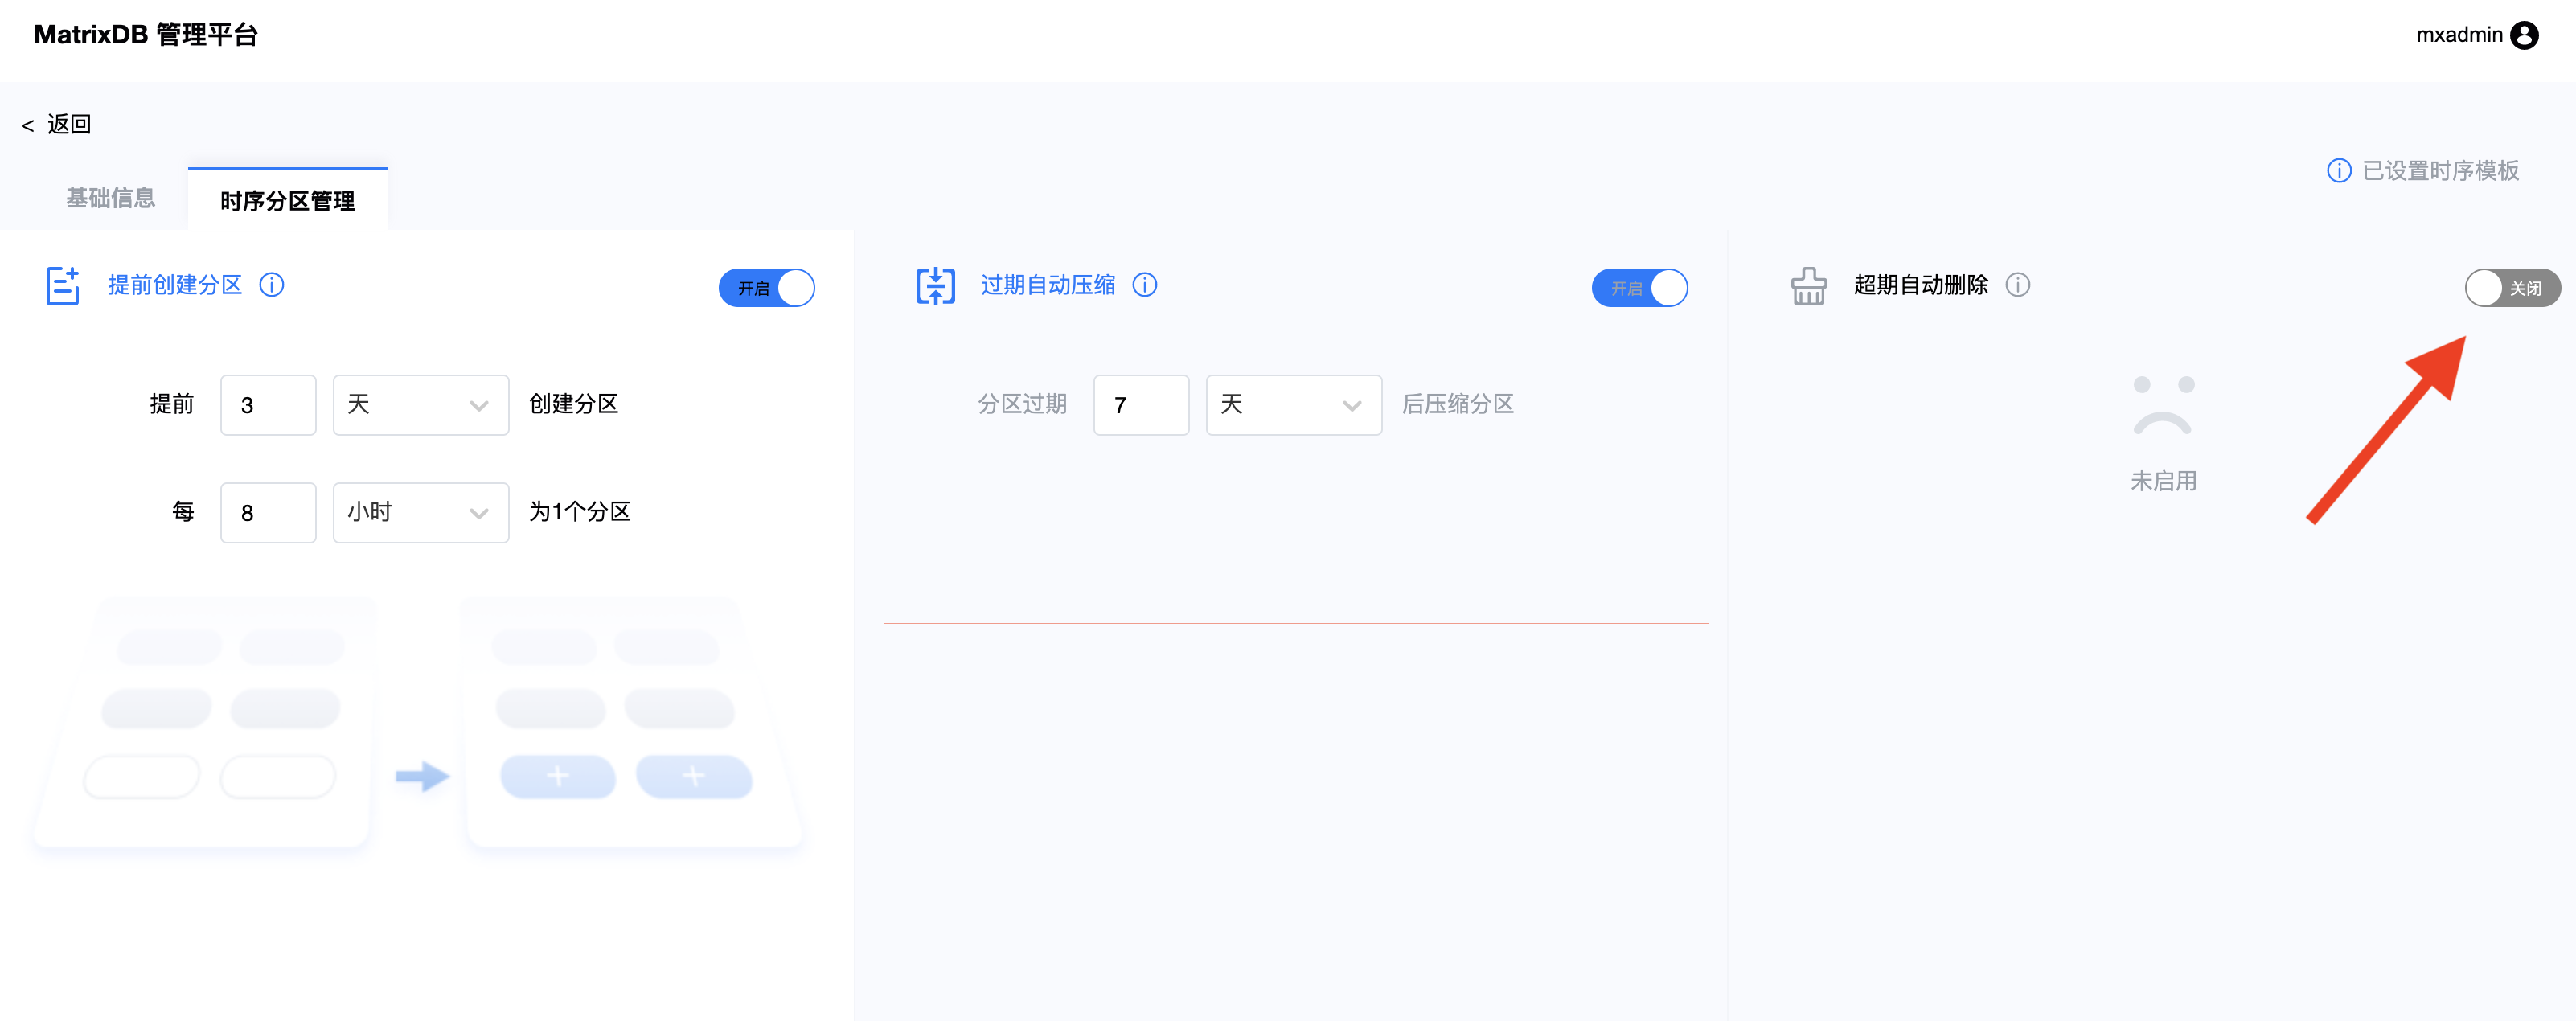 MatrixDB 管理平台
mxadmin
< 返回
已设置时序模板
基础信息
时序分区管理
提前创建分区
开启
提前 3 天 创建分区
每 8 小时 为1个分区
过期自动压缩
开启
分区过期 7 天 后压缩分区
超期自动删除
关闭
未启用